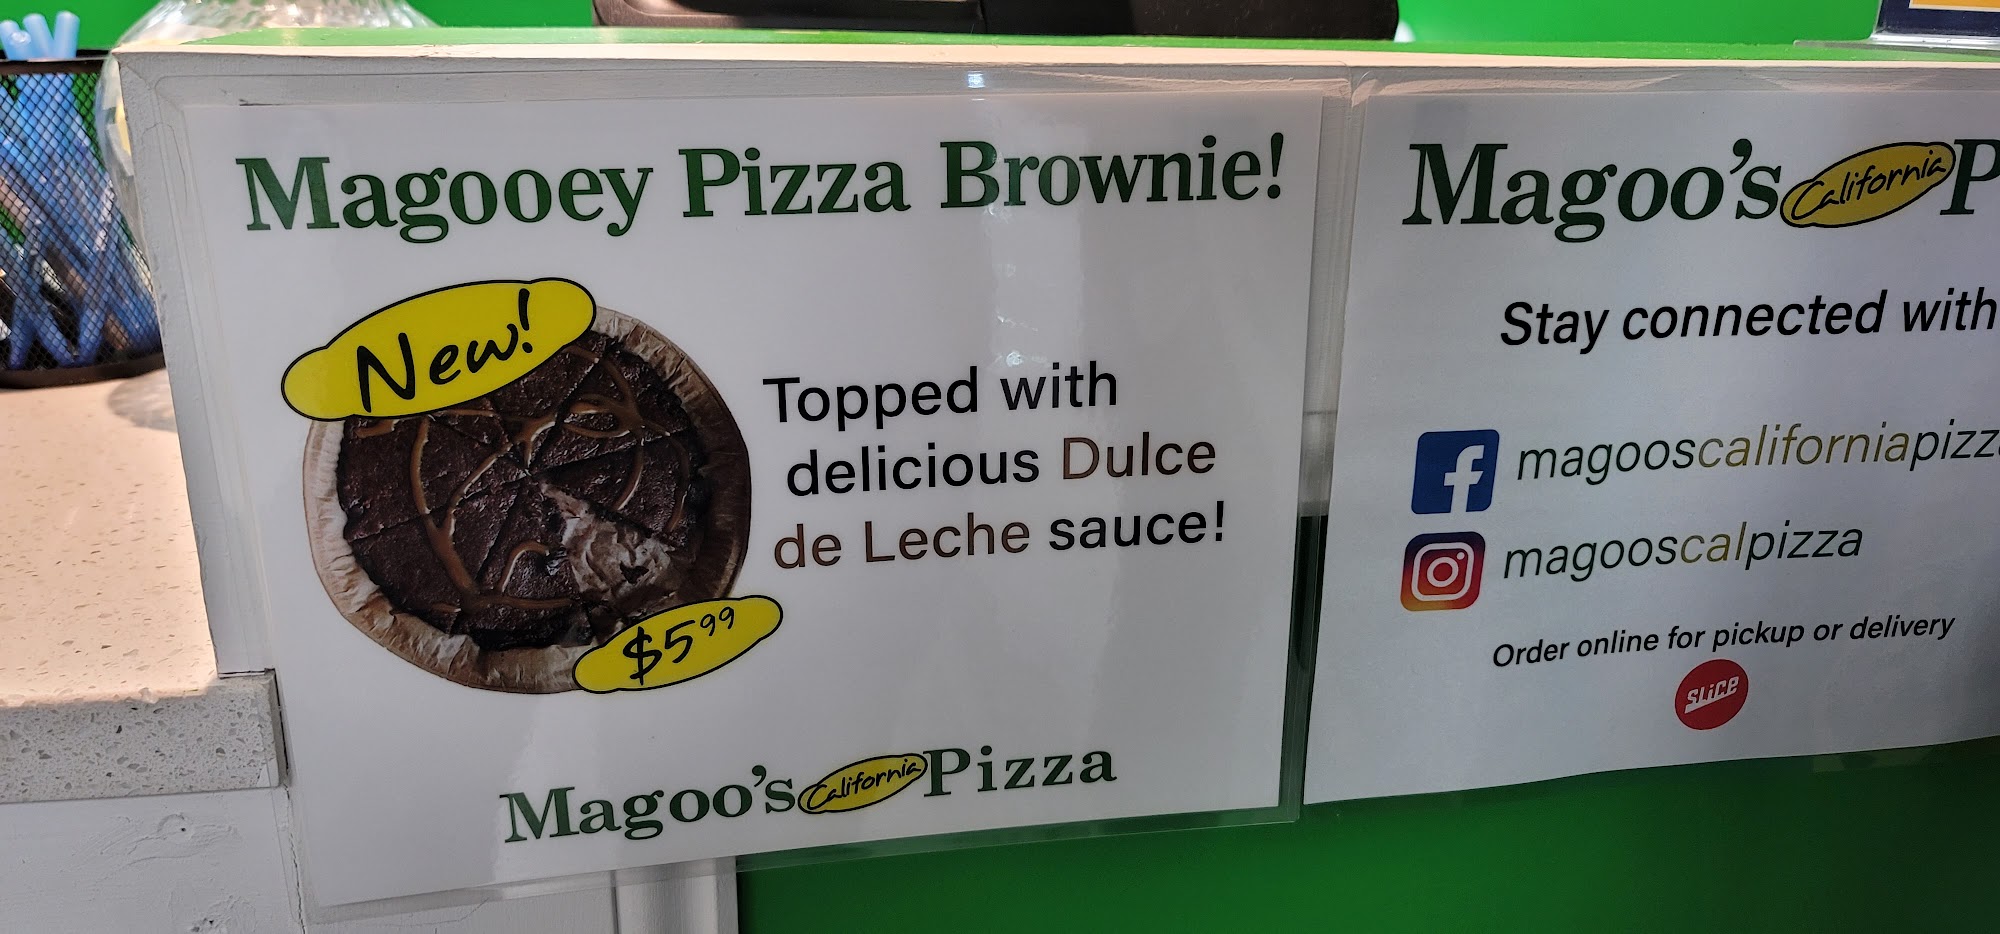 Magooey Pizza Brownie!
New!
Topped with
delicious Dulce
de Leche sauce!
$5.99
Magoo's California Pizza
Magoo's California P
Stay connected with
magooscaliforniapizz
magooscalpizza
Order online for pickup or delivery
SLiCe